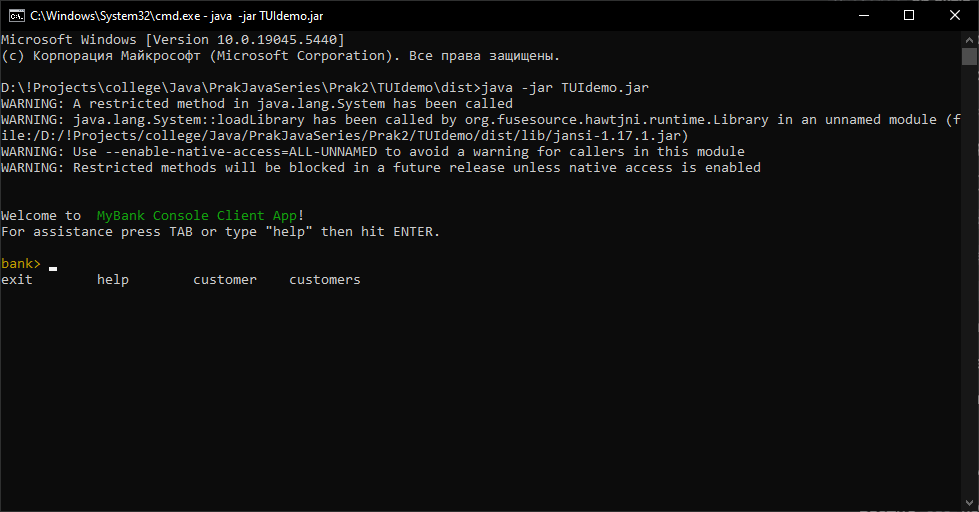 C:\Windows\System32\cmd.exe - java -jar TUIdemo.jar
Microsoft Windows [Version 10.0.19045.5440]
(c) Корпорация Майкрософт (Microsoft Corporation). Все права защищены.
D:\!Projects\college\Java\PrakJavaSeries\Prak2\TUIdemo\dist>java -jar TUIdemo.jar
WARNING: A restricted method in java.lang.System has been called
WARNING: java.lang.System::loadLibrary has been called by org.fusesource.hawtjni.runtime.Library in an unnamed module (f
ile:/D:/!Projects/college/Java/PrakJavaSeries/Prak2/TUIdemo/dist/lib/jansi-1.17.1.jar)
WARNING: Use --enable-native-access=ALL-UNNAMED to avoid a warning for callers in this module
WARNING: Restricted methods will be blocked in a future release unless native access is enabled
Welcome to  MyBank Console Client App!
For assistance press TAB or type "help" then hit ENTER.
bank>
exit        help        customer    customers